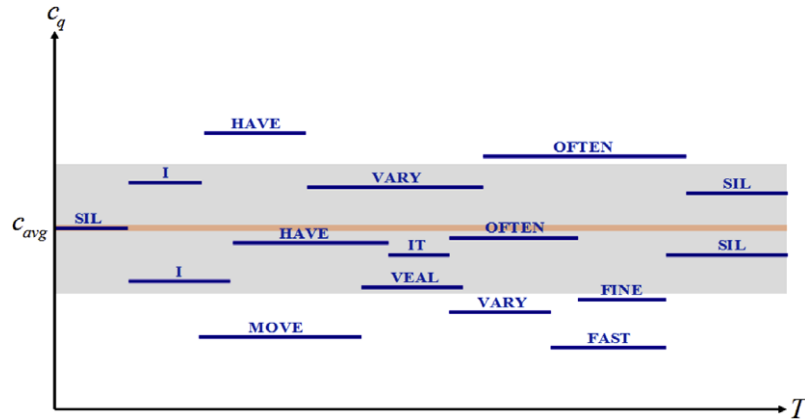 c_q
HAVE
OFTEN
I
VARY
SIL
SIL
c_avg
HAVE
OFTEN
IT
SIL
I
VEAL
FINE
VARY
MOVE
FAST
T